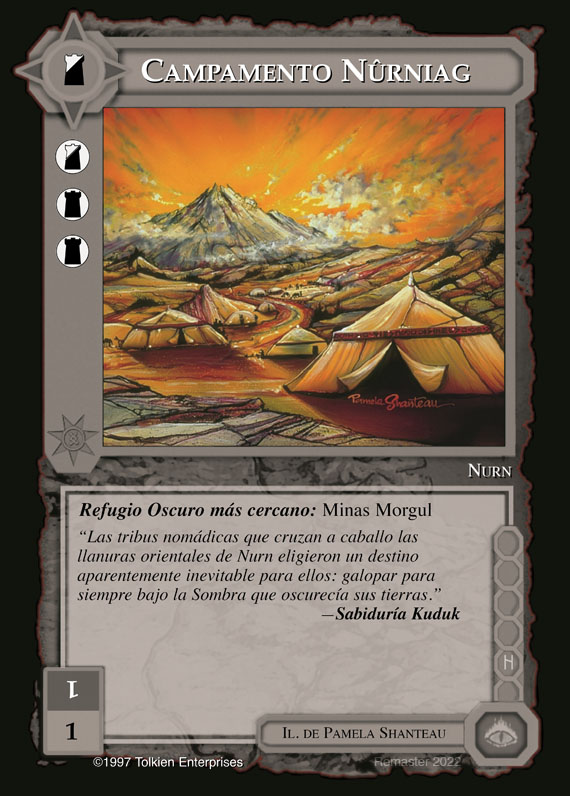 Campamento Nûrniag
Pamela Shanteau
Nurn
Refugio Oscuro más cercano: Minas Morgul
“Las tribus nomádicas que cruzan a caballo las
llanuras orientales de Nurn eligieron un destino
aparentemente inevitable para ellos: galopar para
siempre bajo la Sombra que oscurecía sus tierras.”
—Sabiduría Kuduk
1
1
Il. de Pamela Shanteau
©1997 Tolkien Enterprises
Remaster 2022